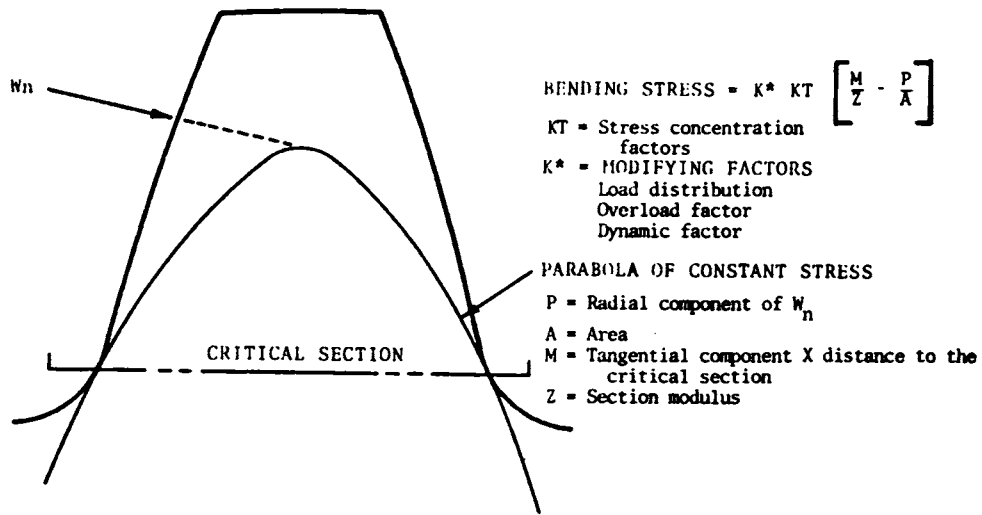 Wn
BENDING STRESS = K* KT [M/Z - P/A]
KT = Stress concentration
factors
K* = MODIFYING FACTORS
Load distribution
Overload factor
Dynamic factor
PARABOLA OF CONSTANT STRESS
P = Radial component of Wn
A = Area
M = Tangential component X distance to the
critical section
Z = Section modulus
CRITICAL SECTION